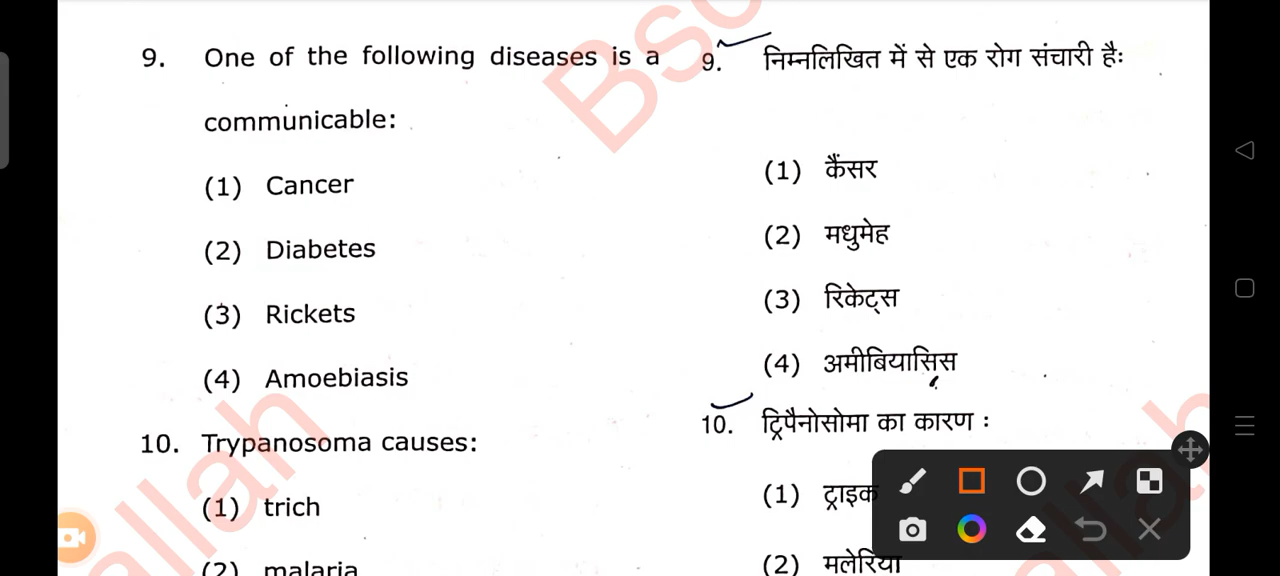 9. One of the following diseases is a
communicable:
(1) Cancer
(2) Diabetes
(3) Rickets
(4) Amoebiasis
10. Trypanosoma causes:
(1) trich
(2) malaria
9. निम्नलिखित में से एक रोग संचारी हैः
(1) कैंसर
(2) मधुमेह
(3) रिकेट्स
(4) अमीबियासिस
10. ट्रिपैनोसोमा का कारण :
(1) ट्राइक
(2) मलेरिया
Bsc
allah